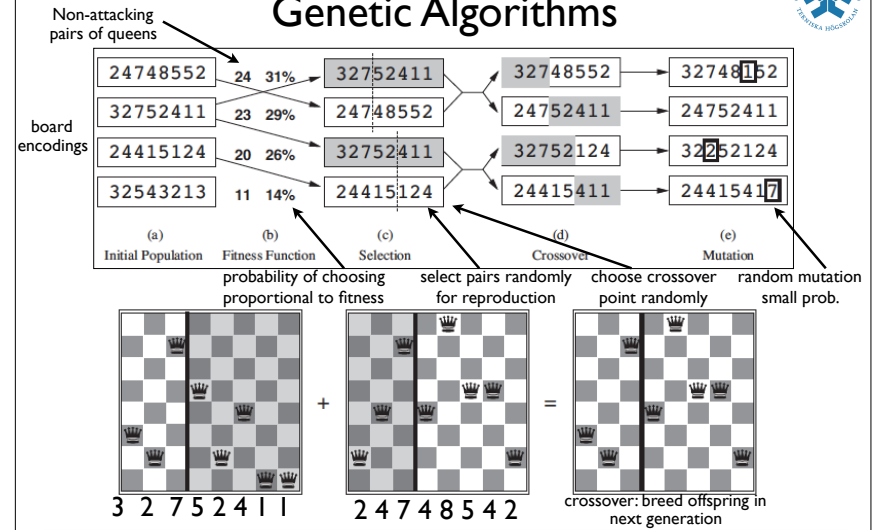 Genetic Algorithms
TEKNISKA HÖGSKOLAN
Non-attacking
pairs of queens
board
encodings
24748552 24 31% 32752411 32748552 32748152
32752411 23 29% 24748552 24752411 24752411
24415124 20 26% 32752411 32752124 32252124
32543213 11 14% 24415124 24415411 24415417
(a) (b) (c) (d) (e)
Initial Population Fitness Function Selection Crossover Mutation
probability of choosing
proportional to fitness
select pairs randomly
for reproduction
choose crossover
point randomly
random mutation
small prob.
+ =
3 2 7 5 2 4 1 1
2 4 7 4 8 5 4 2
crossover: breed offspring in
next generation